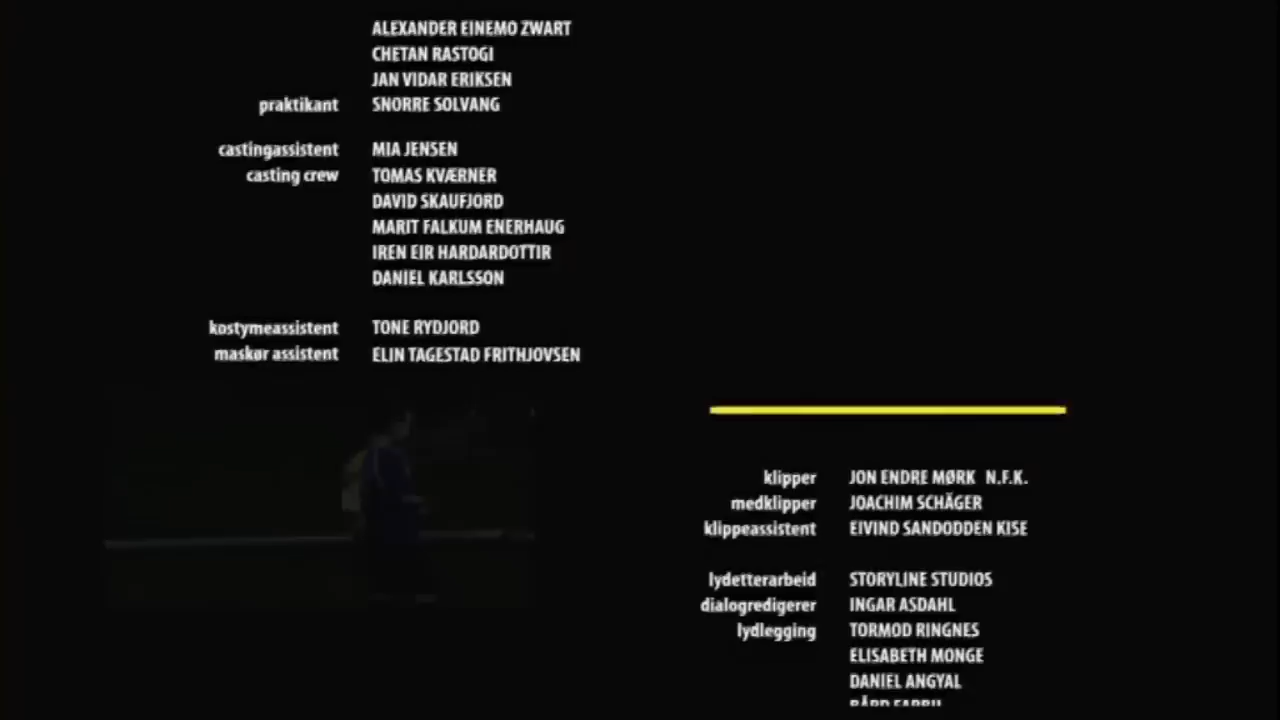 ALEXANDER EINEMO ZWART
CHETAN RASTOGI
JAN VIDAR ERIKSEN
praktikant SNORRE SOLVANG
castingassistent MIA JENSEN
casting crew TOMAS KVÆRNER
DAVID SKAUFJORD
MARIT FALKUM ENERHAUG
IREN EIR HARDARDOTTIR
DANIEL KARLSSON
kostymeassistent TONE RYDJORD
maskør assistent ELIN TAGESTAD FRITHJOVSEN
klipper JON ENDRE MØRK N.F.K.
medklipper JOACHIM SCHÄGER
klippeassistent EIVIND SANDODDEN KISE
lydetterarbeid STORYLINE STUDIOS
dialogredigerer INGAR ASDAHL
lydlegging TORMOD RINGNES
ELISABETH MONGE
DANIEL ANGYAL